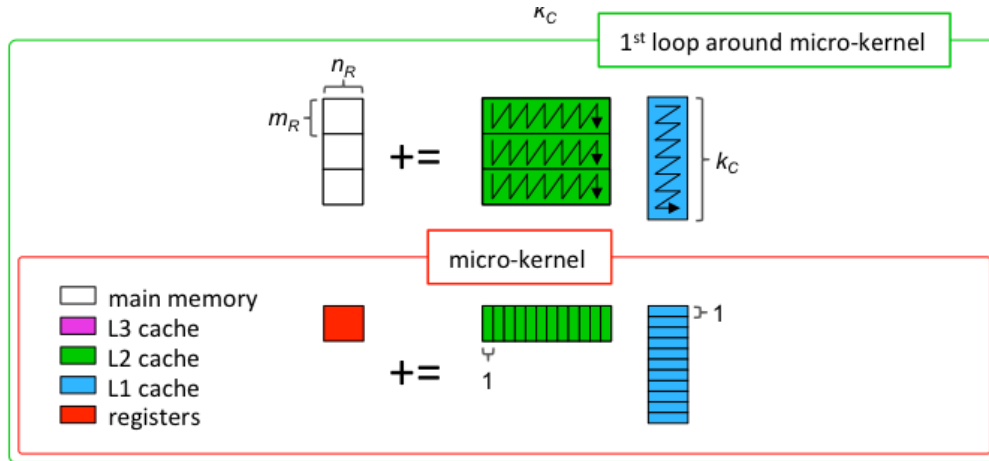 κC
1st loop around micro-kernel
nR
mR
+=
kC
micro-kernel
main memory
L3 cache
L2 cache
L1 cache
registers
+=
1
1